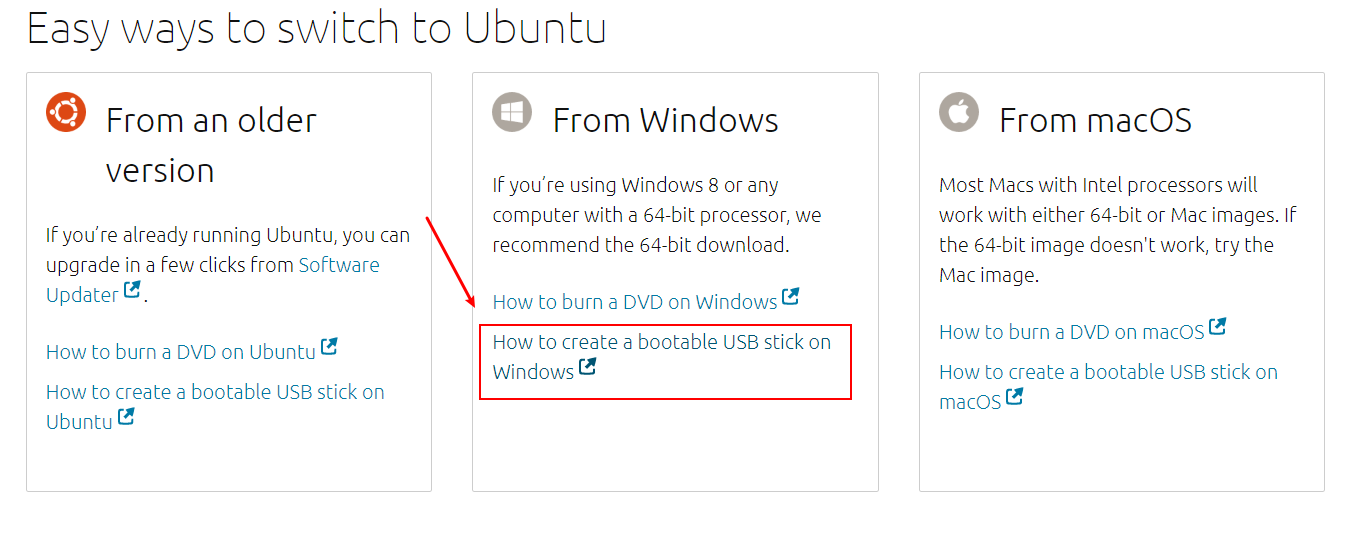 Easy ways to switch to Ubuntu
From an older
version
If you’re already running Ubuntu, you can
upgrade in a few clicks from Software
Updater.
How to burn a DVD on Ubuntu
How to create a bootable USB stick on
Ubuntu
From Windows
If you’re using Windows 8 or any
computer with a 64-bit processor, we
recommend the 64-bit download.
How to burn a DVD on Windows
How to create a bootable USB stick on
Windows
From macOS
Most Macs with Intel processors will
work with either 64-bit or Mac images. If
the 64-bit image doesn't work, try the
Mac image.
How to burn a DVD on macOS
How to create a bootable USB stick on
macOS